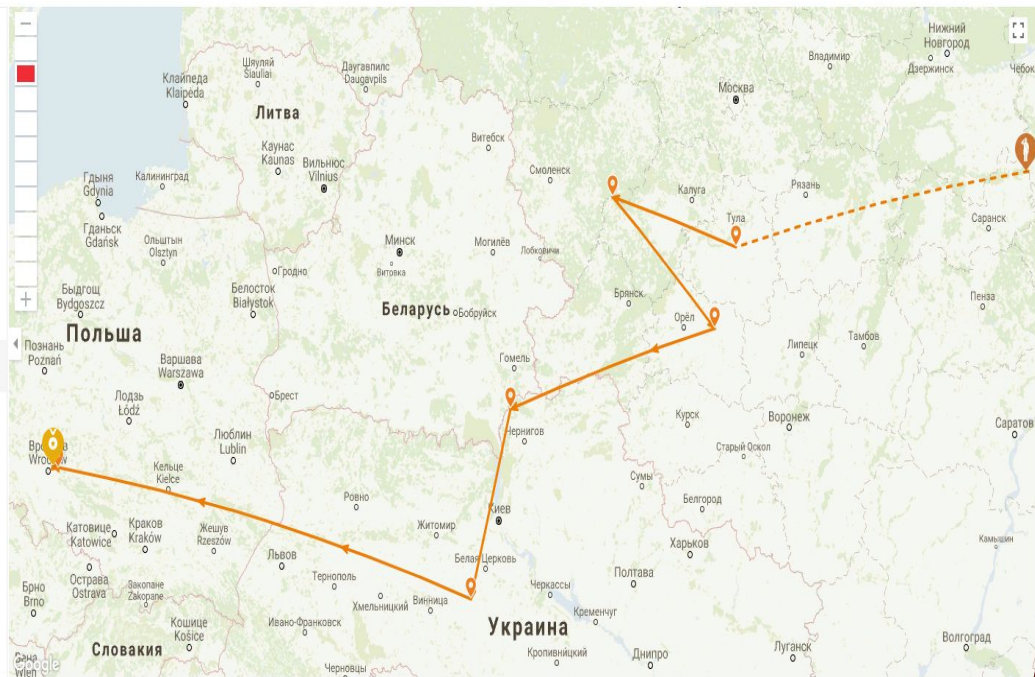 Нижний
Новгород
Владимир
Дзержинск
Чебок
Шяуляй
Šiauliai
Даугавпилс
Daugavpils
Клайпеда
Klaipeda
Москва
Литва
Витебск
Каунас
Kaunas
Вильнюс
Vilnius
Смоленск
Гдыня
Gdynia
Калининград
Калуга
Рязань
Гданьск
Gdańsk
Тула
Саранск
Ольштын
Olsztyn
Минск
Могилёв
Лобковичи
Витовка
Гродно
Быдгощ
Bydgoszcz
Белосток
Białystok
Беларусь
Бобруйск
Брянск
Орёл
Пенза
Польша
Познань
Poznań
Варшава
Warszawa
Липецк
Тамбов
Гомель
Лодзь
Łódź
Брест
Курск
Воронеж
Саратов
Чернигов
Люблин
Lublin
Старый Оскол
Кельце
Kielce
Сумы
Ровно
Белгород
Киев
Житомир
Катовице
Katowice
Краков
Kraków
Жешув
Rzeszów
Харьков
Камышин
Львов
Белая Церковь
Острава
Ostrava
Тернополь
Полтава
Брно
Brno
Закопане
Zakopane
Хмельницкий
Винница
Черкассы
Кременчуг
Кошице
Košice
Ивано-Франковск
Украина
Словакия
Кропивницкий
Днипро
Луганск
Волгоград
Черновцы
Wien
Google